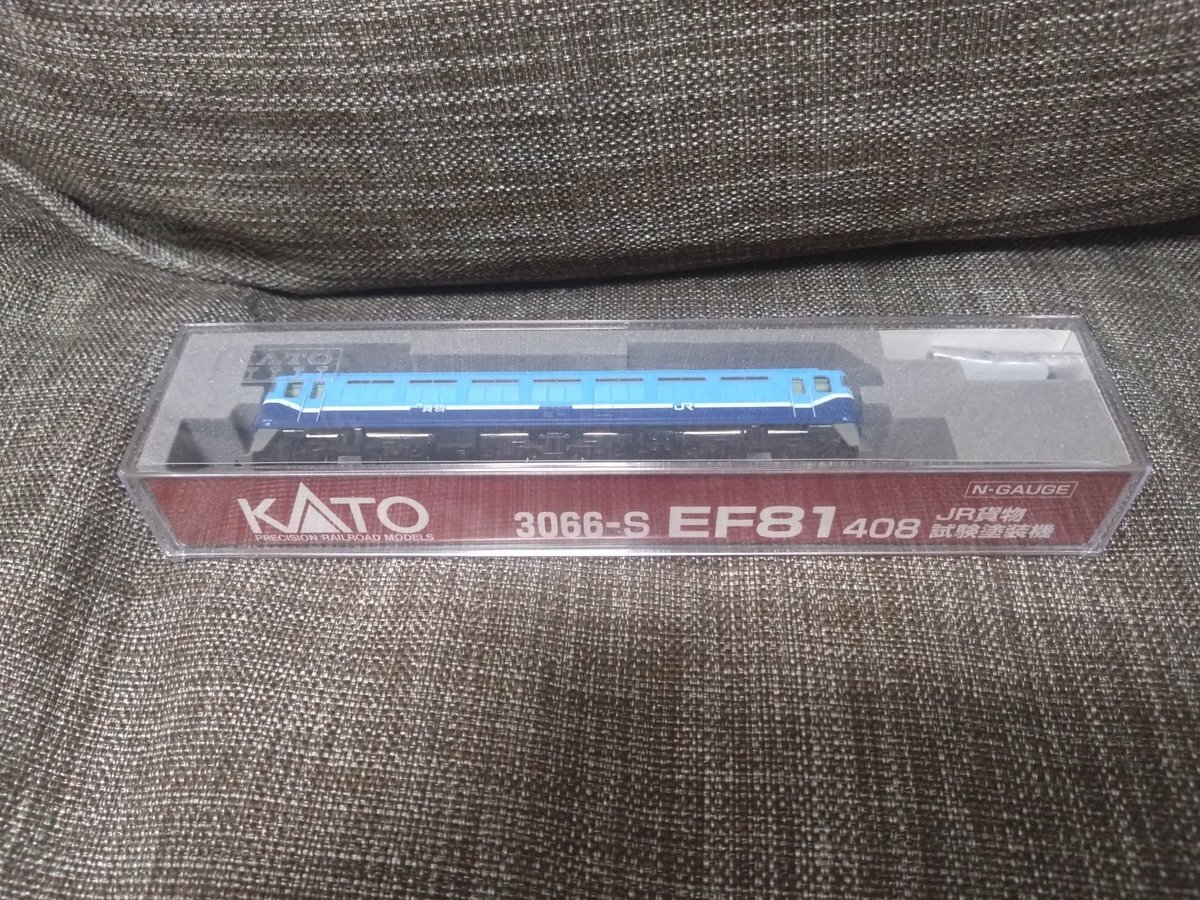 KATO
貨物
JR
KATO
PRECISION RAILROAD MODELS
3066-S EF81 408
N-GAUGE
JR貨物
試験塗装機